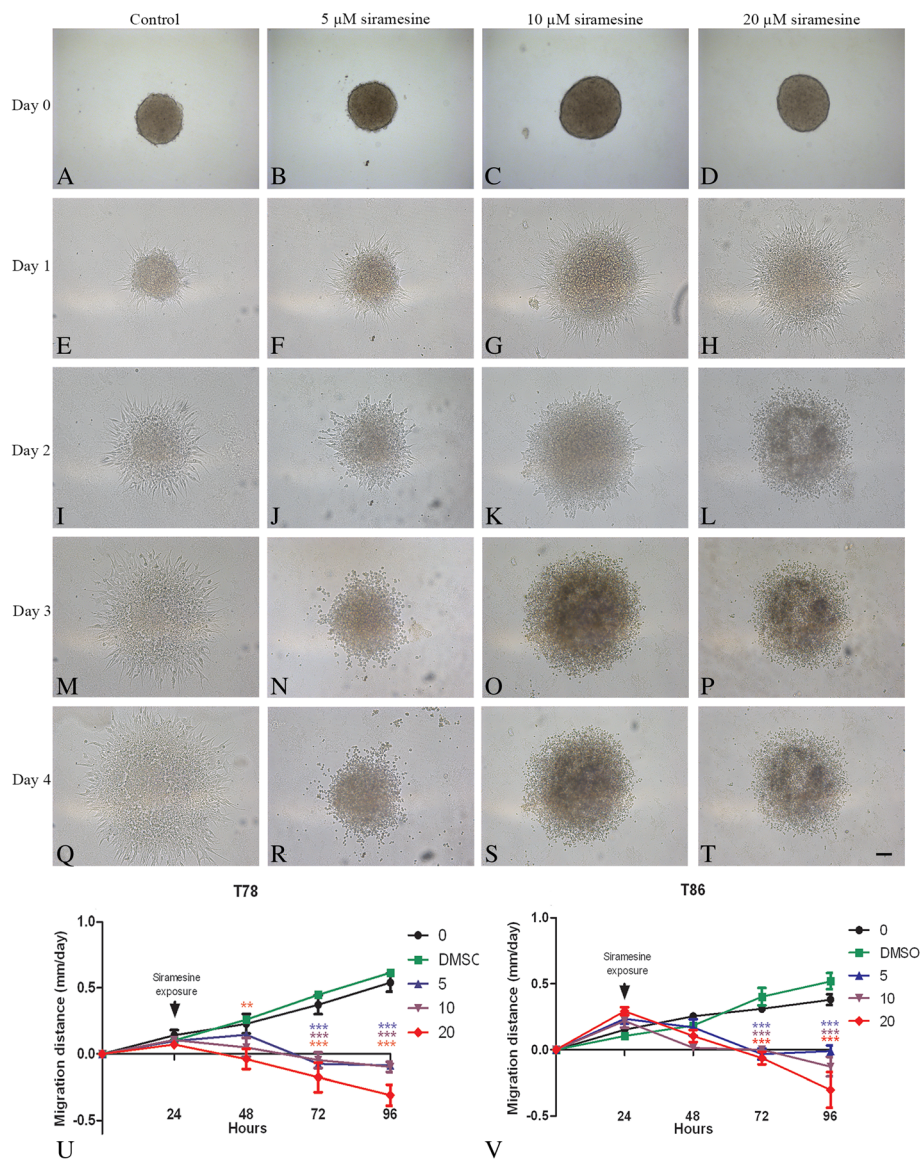 Control
5 µM siramesine
10 µM siramesine
20 µM siramesine
Day 0
A
B
C
D
Day 1
E
F
G
H
Day 2
I
J
K
L
Day 3
M
N
O
P
Day 4
Q
R
S
T
T78
Migration distance (mm/day)
1.0
0.5
0.0
-0.5
Siramesine
exposure
**
***
***
***
***
***
***
24
48
72
96
Hours
0
DMSO
5
10
20
U
T86
Migration distance (mm/day)
1.0
0.5
0.0
-0.5
Siramesine
exposure
***
***
***
***
***
***
24
48
72
96
Hours
0
DMSO
5
10
20
V